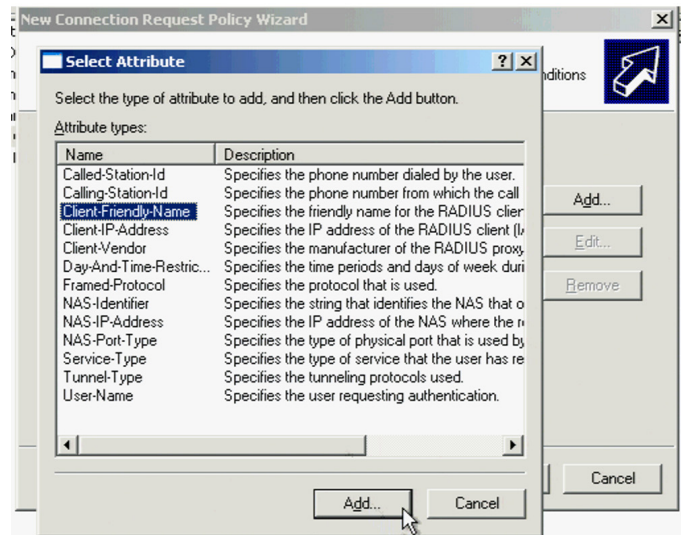 New Connection Request Policy Wizard
Select Attribute
nditions
Select the type of attribute to add, and then click the Add button.
Attribute types:
Name Description
Called-Station-Id Specifies the phone number dialed by the user.
Calling-Station-Id Specifies the phone number from which the call
Client-Friendly-Name Specifies the friendly name for the RADIUS clien
Client-IP-Address Specifies the IP address of the RADIUS client (I
Client-Vendor Specifies the manufacturer of the RADIUS proxy
Day-And-Time-Restric... Specifies the time periods and days of week duri
Framed-Protocol Specifies the protocol that is used.
NAS-Identifier Specifies the string that identifies the NAS that o
NAS-IP-Address Specifies the IP address of the NAS where the re
NAS-Port-Type Specifies the type of physical port that is used by
Service-Type Specifies the type of service that the user has re
Tunnel-Type Specifies the tunneling protocols used.
User-Name Specifies the user requesting authentication.
Add...
Edit...
Remove
Add...
Cancel
Cancel